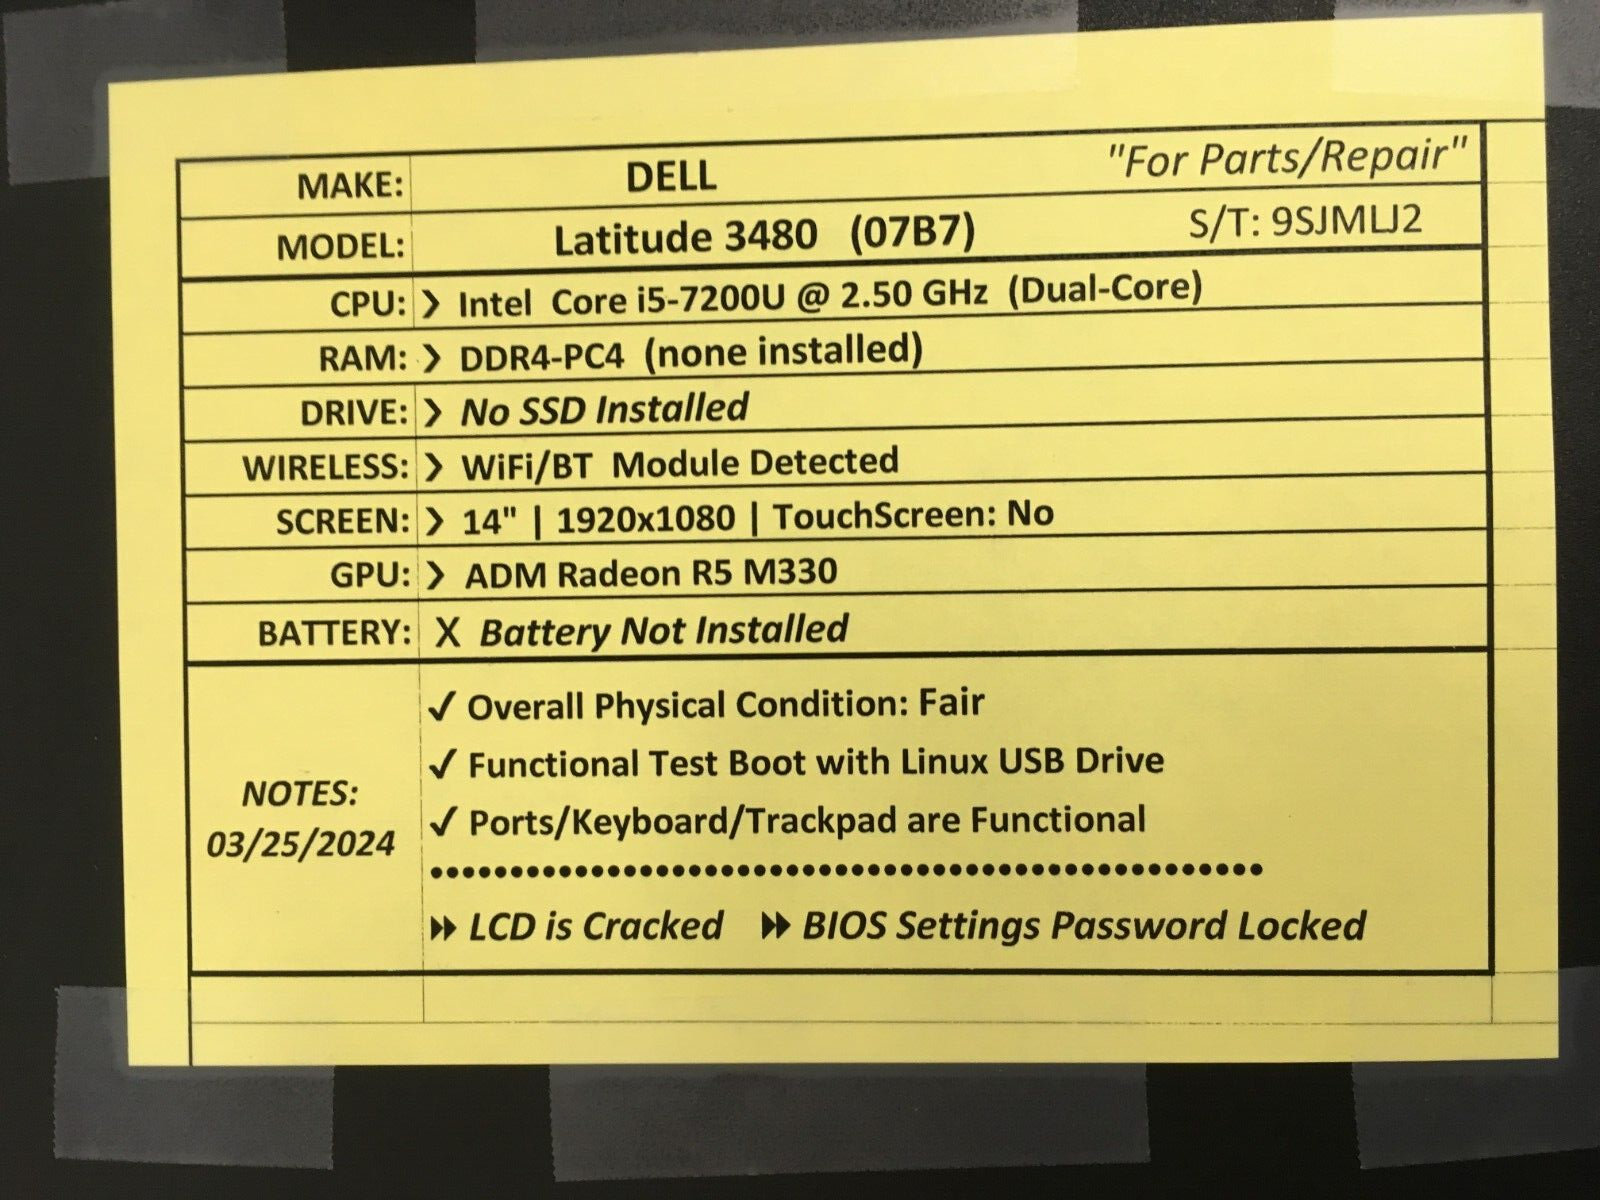 MAKE: DELL "For Parts/Repair"
MODEL: Latitude 3480 (07B7) S/T: 9SJMLJ2
CPU: ❯ Intel Core i5-7200U @ 2.50 GHz (Dual-Core)
RAM: ❯ DDR4-PC4 (none installed)
DRIVE: ❯ No SSD Installed
WIRELESS: ❯ WiFi/BT Module Detected
SCREEN: ❯ 14" | 1920x1080 | TouchScreen: No
GPU: ❯ ADM Radeon R5 M330
BATTERY: X Battery Not Installed
NOTES:
03/25/2024
✓ Overall Physical Condition: Fair
✓ Functional Test Boot with Linux USB Drive
✓ Ports/Keyboard/Trackpad are Functional
••••••••••••••••••••••••••••••••••••••••••••••••••••
» LCD is Cracked » BIOS Settings Password Locked